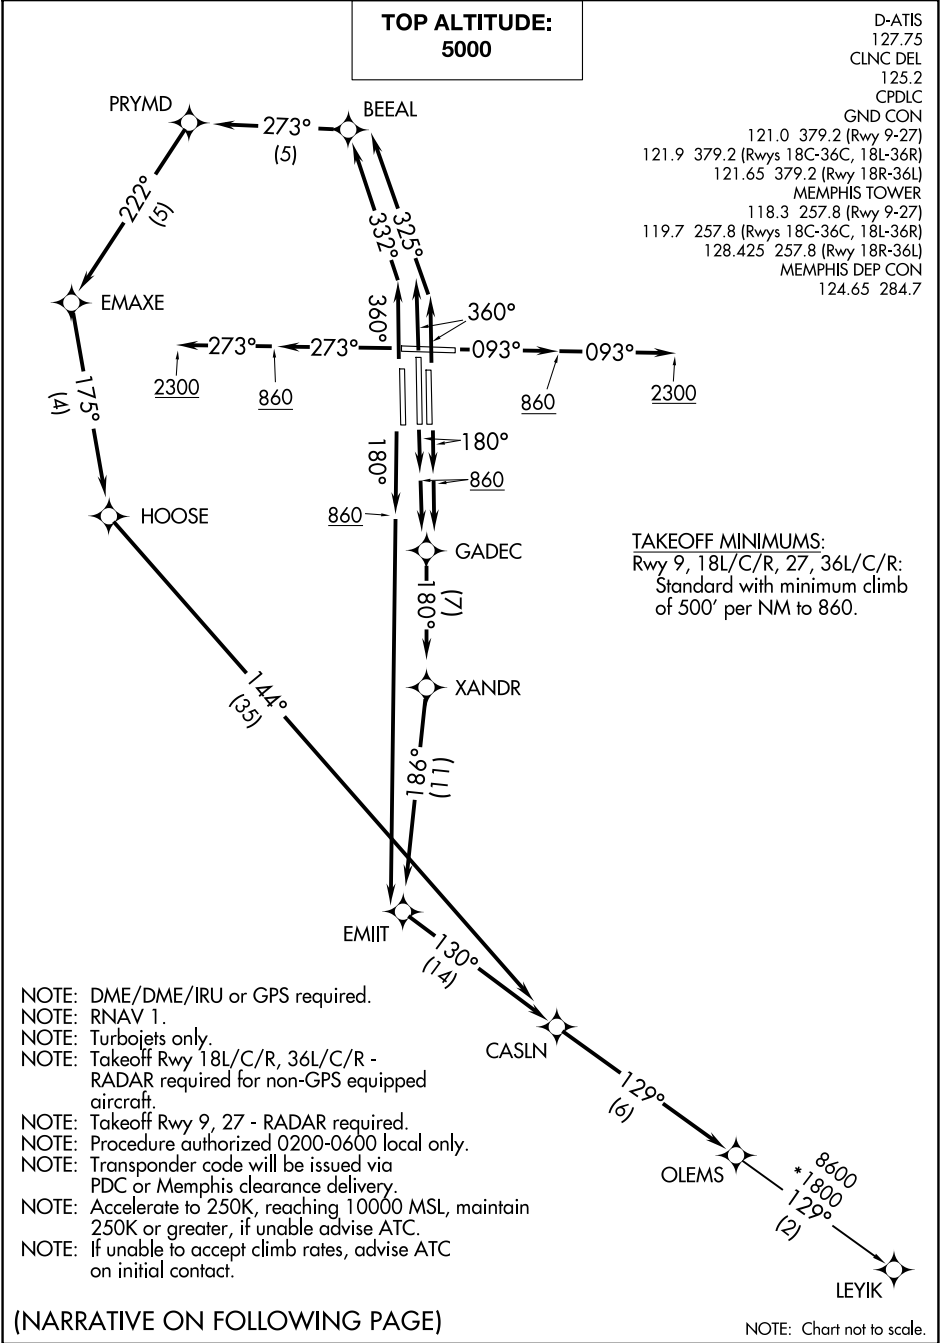 TOP ALTITUDE:
5000
D-ATIS
127.75
CLNC DEL
125.2
CPDLC
GND CON
121.0 379.2 (Rwy 9-27)
121.9 379.2 (Rwys 18C-36C, 18L-36R)
121.65 379.2 (Rwy 18R-36L)
MEMPHIS TOWER
118.3 257.8 (Rwy 9-27)
119.7 257.8 (Rwys 18C-36C, 18L-36R)
128.425 257.8 (Rwy 18R-36L)
MEMPHIS DEP CON
124.65 284.7
PRYMD
BEEAL
273°
(5)
222°
(5)
332°
325°
EMAXE
360°
360°
273°
273°
093°
093°
2300
860
860
2300
175°
(4)
180°
180°
860
860
HOOSE
GADEC
TAKEOFF MINIMUMS:
Rwy 9, 18L/C/R, 27, 36L/C/R:
Standard with minimum climb
of 500' per NM to 860.
180°
(7)
XANDR
144°
(35)
186°
(11)
EMIIT
130°
(14)
CASLN
129°
(6)
OLEMS
8600
*1800
129°
(2)
LEYIK
NOTE: DME/DME/IRU or GPS required.
NOTE: RNAV 1.
NOTE: Turbojets only.
NOTE: Takeoff Rwy 18L/C/R, 36L/C/R -
RADAR required for non-GPS equipped
aircraft.
NOTE: Takeoff Rwy 9, 27 - RADAR required.
NOTE: Procedure authorized 0200-0600 local only.
NOTE: Transponder code will be issued via
PDC or Memphis clearance delivery.
NOTE: Accelerate to 250K, reaching 10000 MSL, maintain
250K or greater, if unable advise ATC.
NOTE: If unable to accept climb rates, advise ATC
on initial contact.
(NARRATIVE ON FOLLOWING PAGE)
NOTE: Chart not to scale.